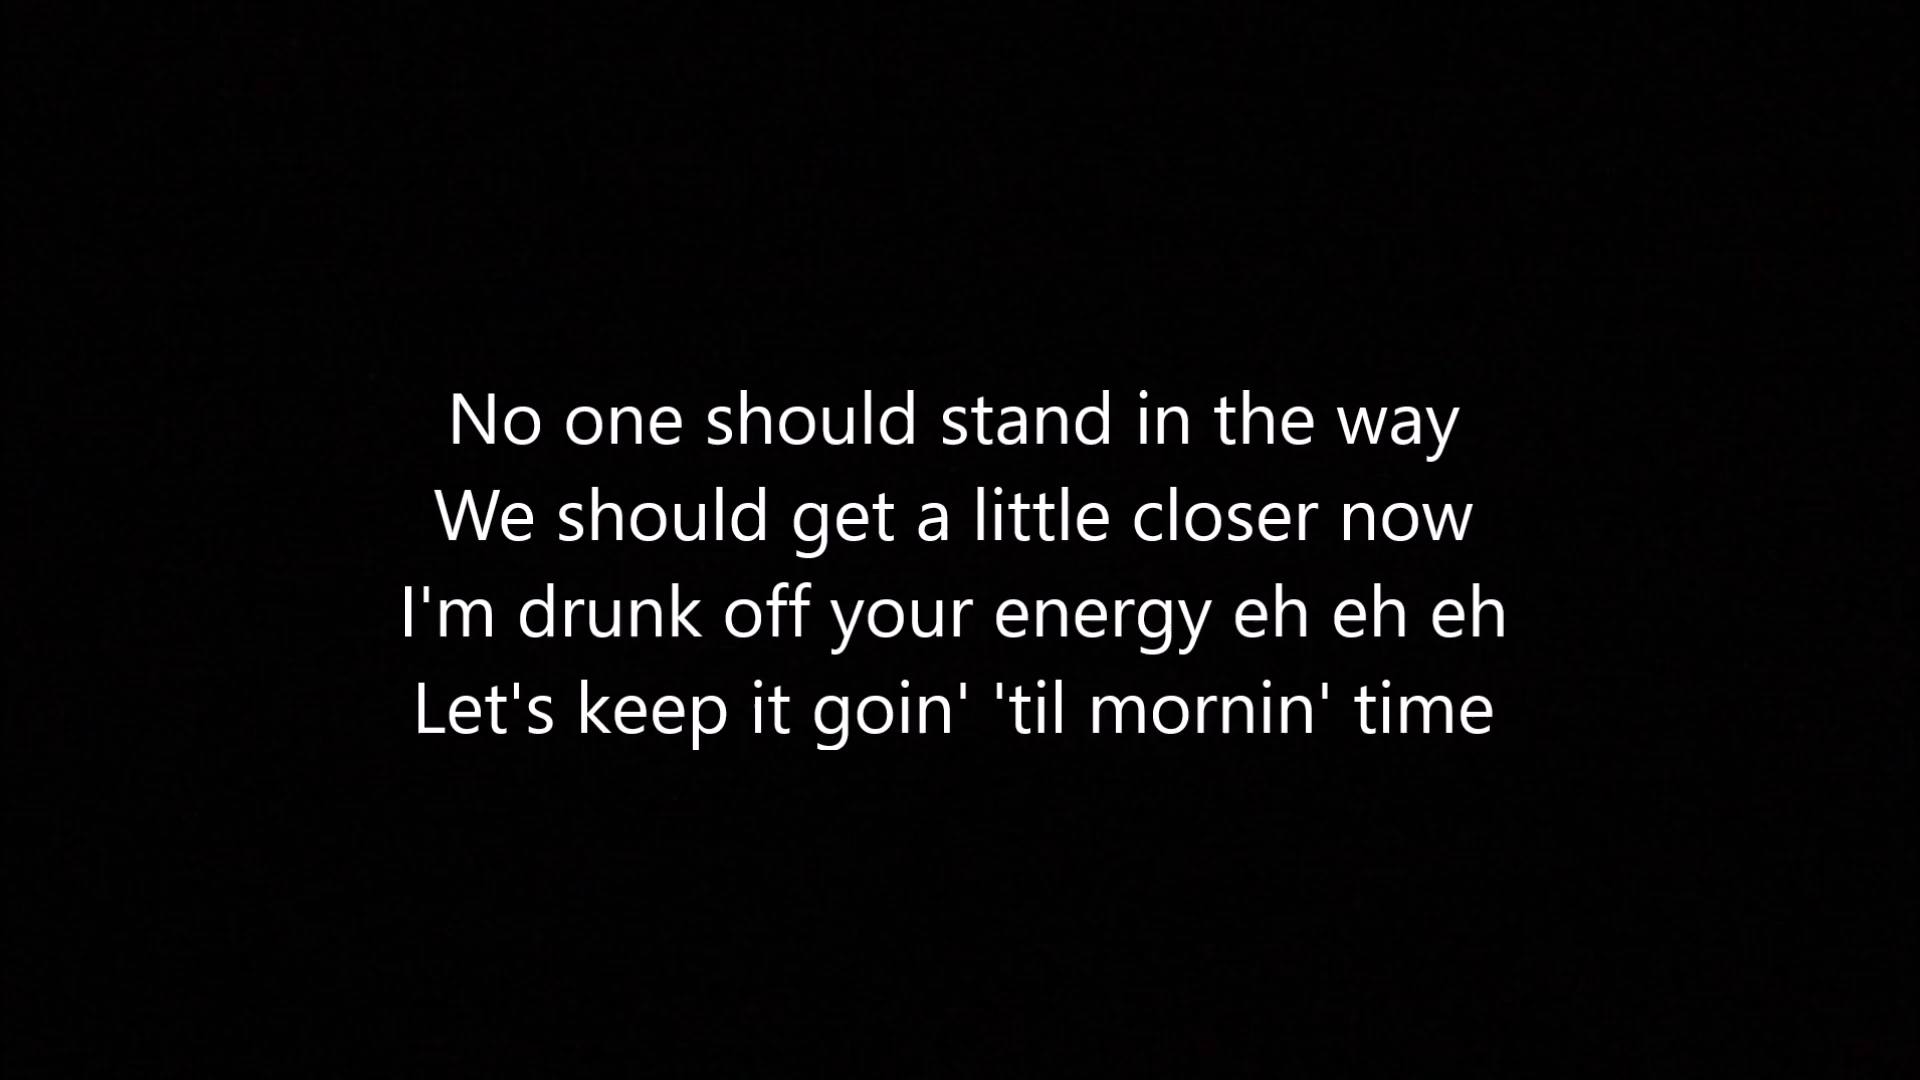 No one should stand in the way
We should get a little closer now
I'm drunk off your energy eh eh eh
Let's keep it goin' 'til mornin' time